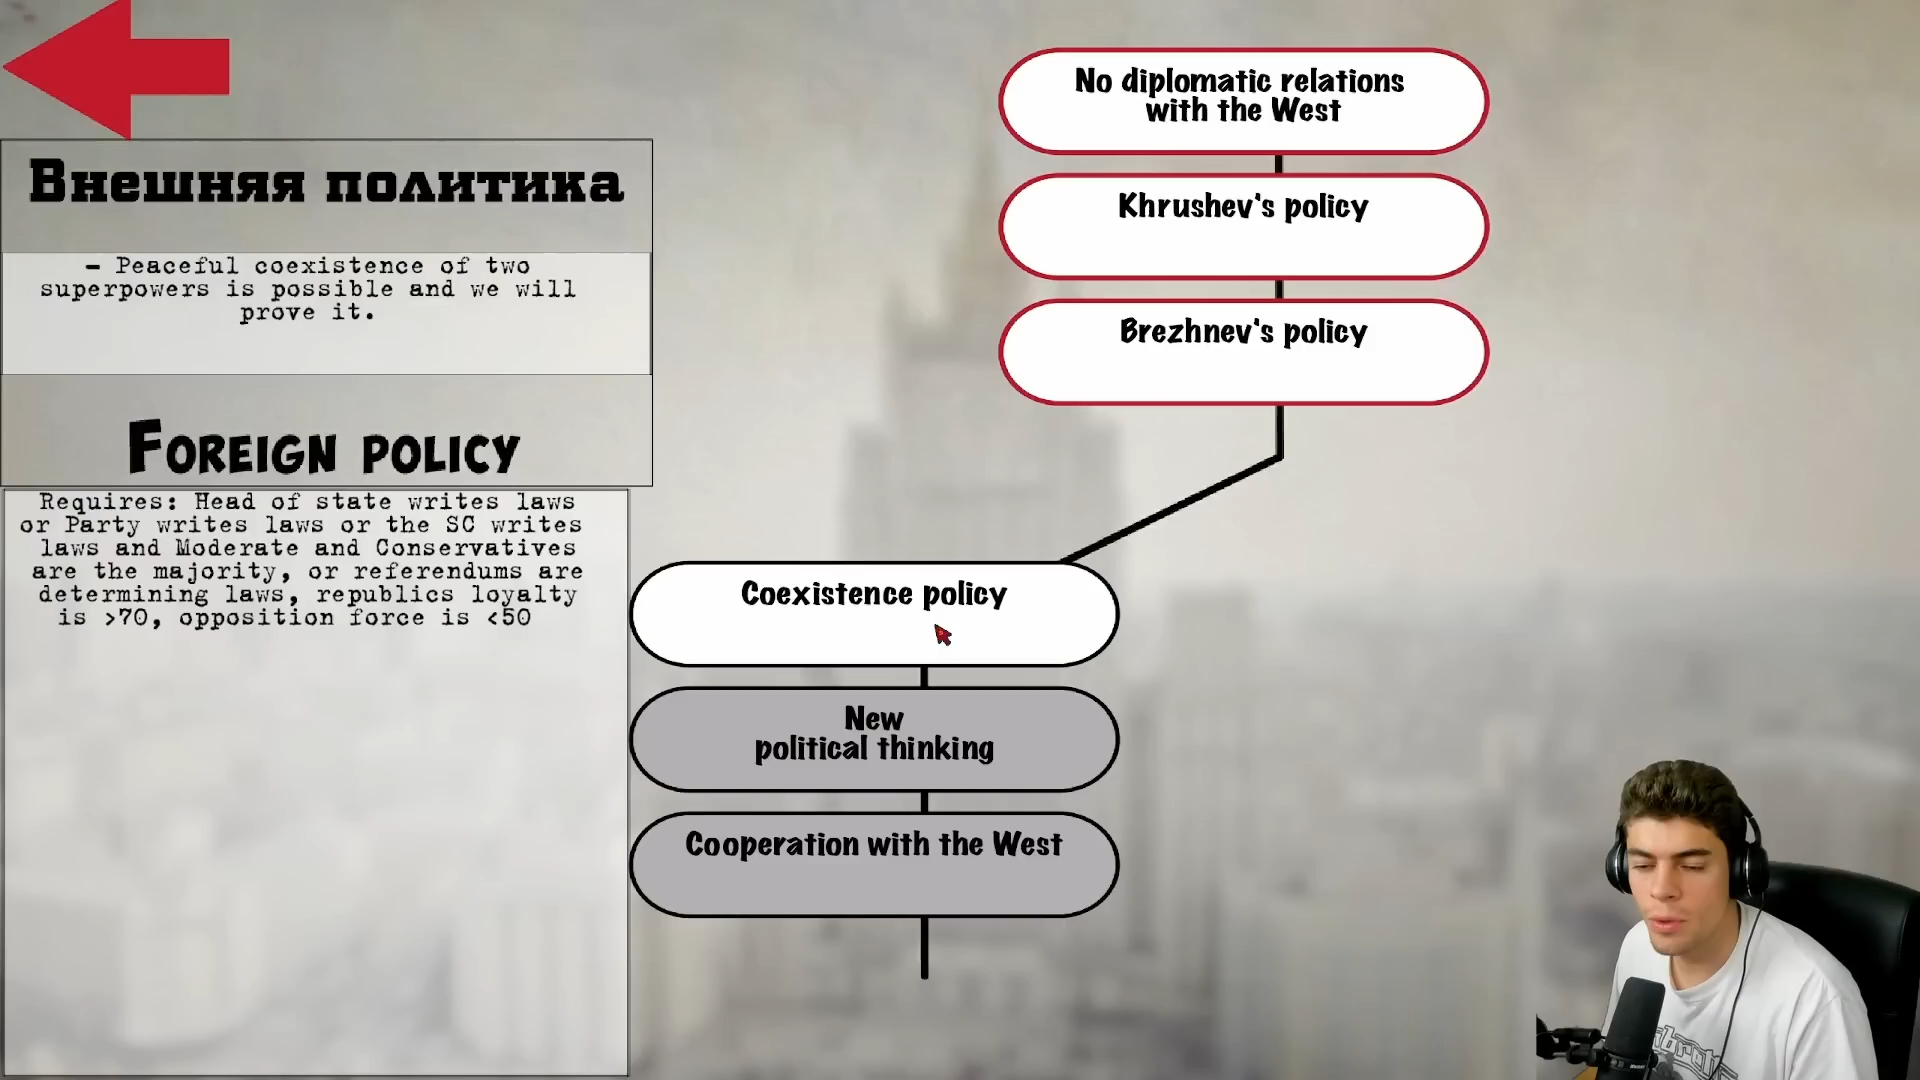 Внешняя политика
– Peaceful coexistence of two
superpowers is possible and we will
prove it.
Foreign policy
Requires: Head of state writes laws
or Party writes laws or the SC writes
laws and Moderate and Conservatives
are the majority, or referendums are
determining laws, republics loyalty
is >70, opposition force is <50
No diplomatic relations
with the West
Khrushev's policy
Brezhnev's policy
Coexistence policy
New
political thinking
Cooperation with the West